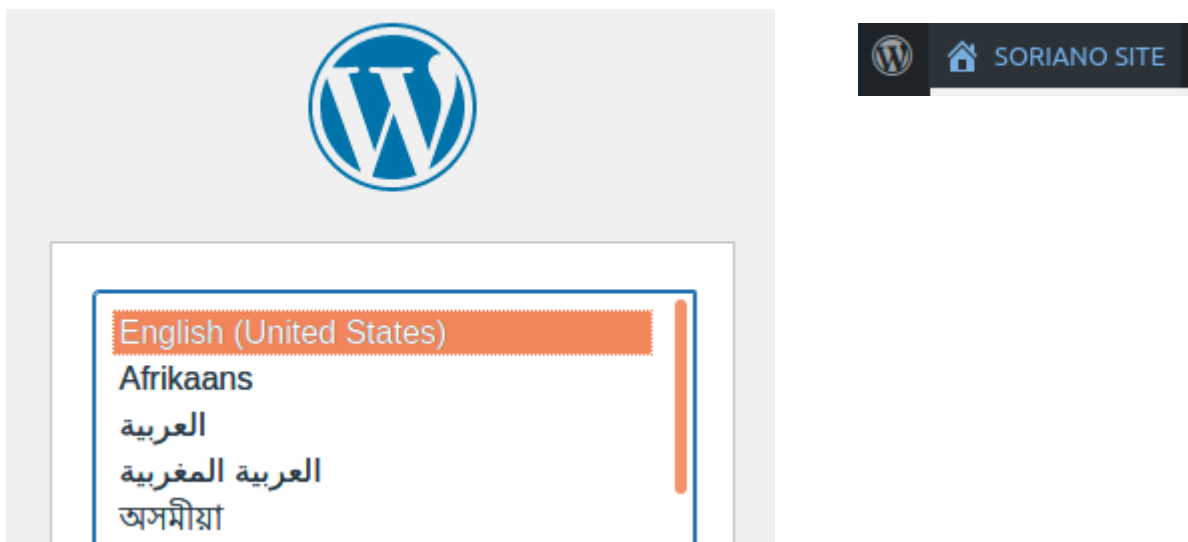 SORIANO SITE
English (United States)
Afrikaans
العربية
العربية المغربية
অসমীয়া